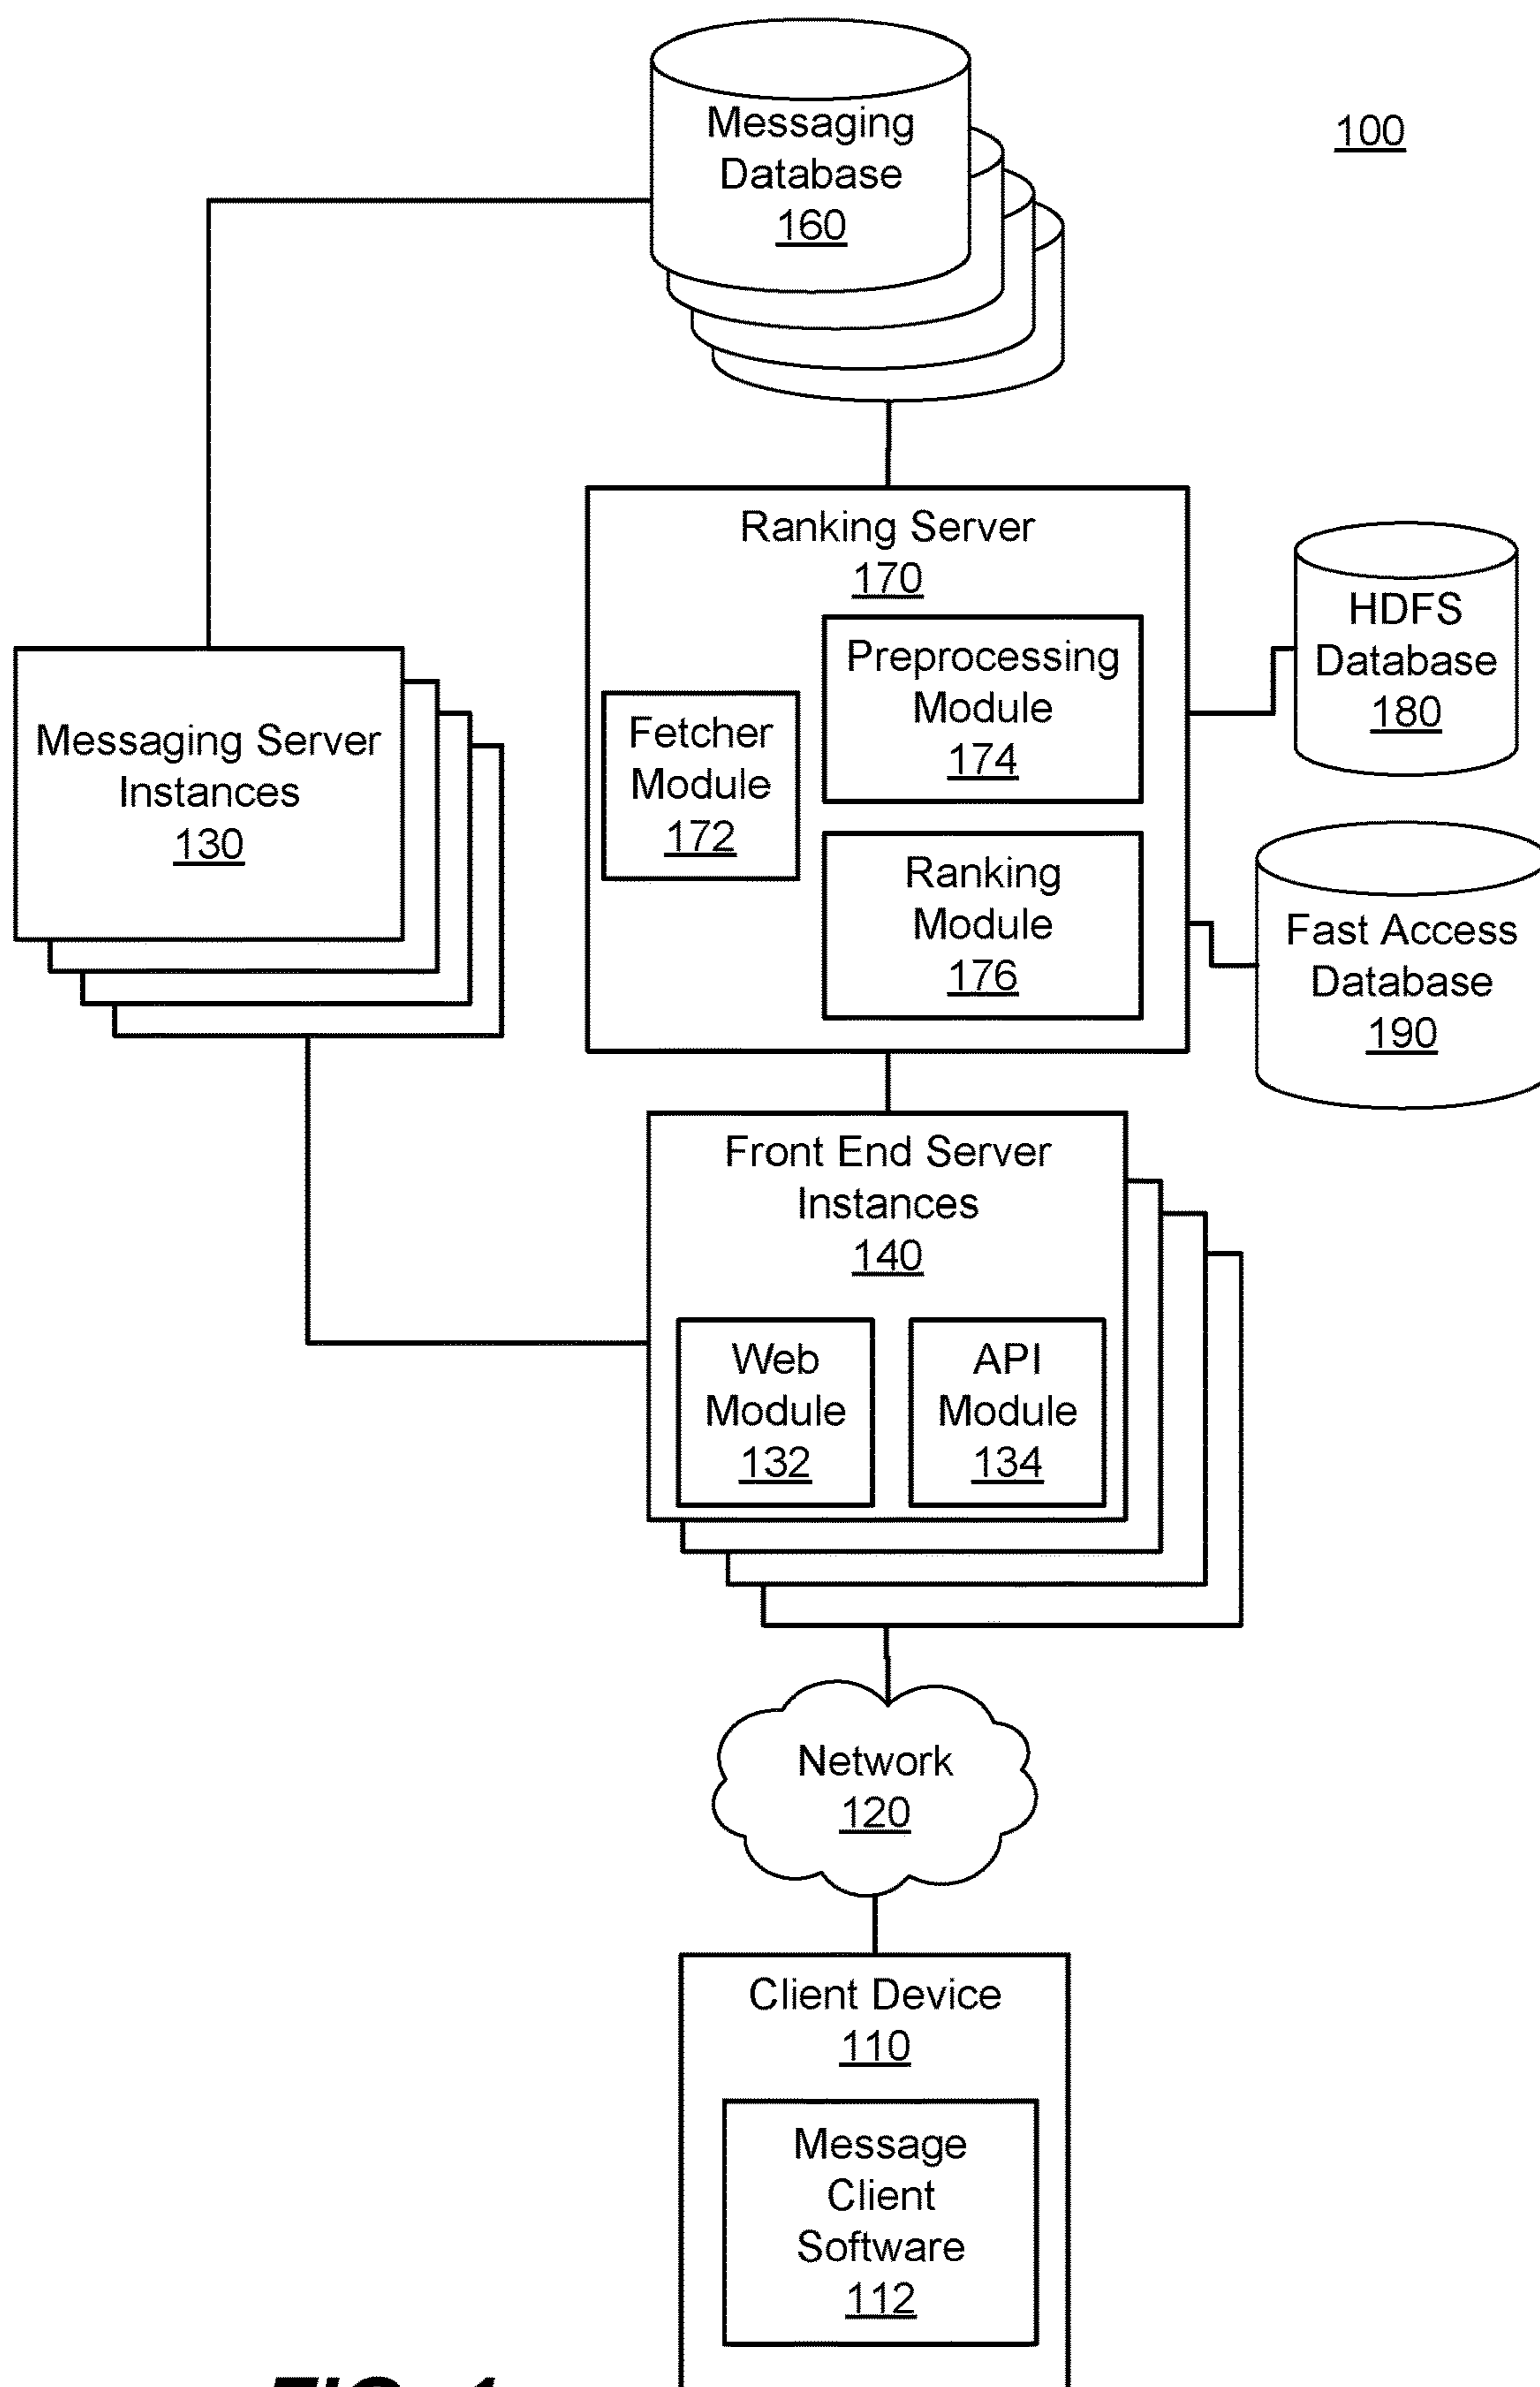 100
Messaging
Database
160
Ranking Server
170
Preprocessing
Module
174
Fetcher
Module
172
Ranking
Module
176
HDFS
Database
180
Fast Access
Database
190
Messaging Server
Instances
130
Front End Server
Instances
140
Web
Module
132
API
Module
134
Network
120
Client Device
110
Message
Client
Software
112